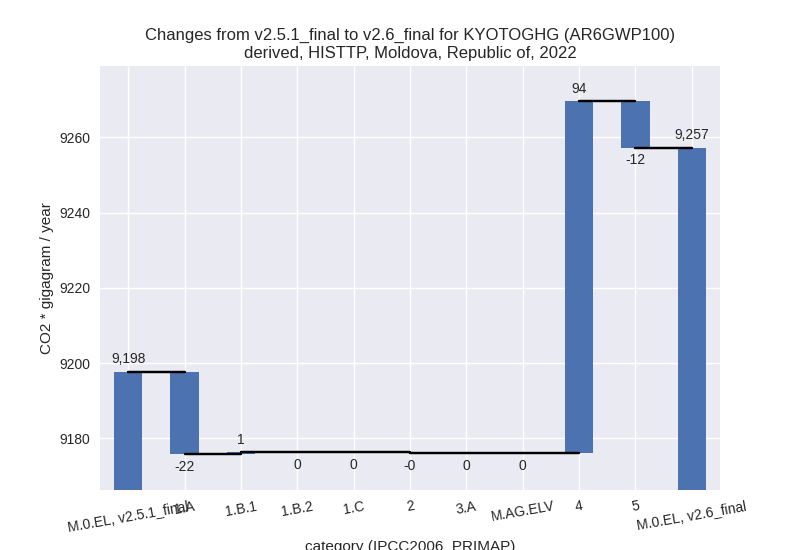 Changes from v2.5.1_final to v2.6_final for KYOTOGHG (AR6GWP100)
derived, HISTTP, Moldova, Republic of, 2022
CO2 * gigagram / year
9260
9240
9220
9200
9180
9,198
-22
1
0
0
-0
0
0
94
-12
9,257
M.0.EL, v2.5.1_final
1.A
1.B.1
1.B.2
1.C
2
3.A
M.AG.ELV
4
5
M.0.EL, v2.6_final
category (IPCC2006_PRIMAP)